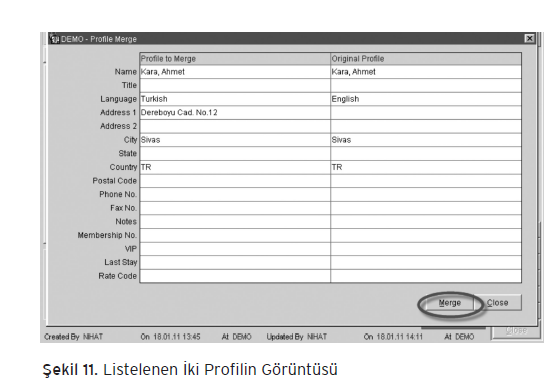 DEMO - Profile Merge
Profile to Merge Original Profile
Name Kara, Ahmet Kara, Ahmet
Title
Language Turkish English
Address 1 Dereboyu Cad. No.12
Address 2
City Sivas Sivas
State
Country TR TR
Postal Code
Phone No.
Fax No.
Notes
Membership No.
VIP
Last Stay
Rate Code
Merge Close
Close
Created By NIHAT On 18.01.11 13:45 At DEMO Updated By NIHAT On 18.01.11 14:11 At DEMO
Şekil 11. Listelenen İki Profilin Görüntüsü